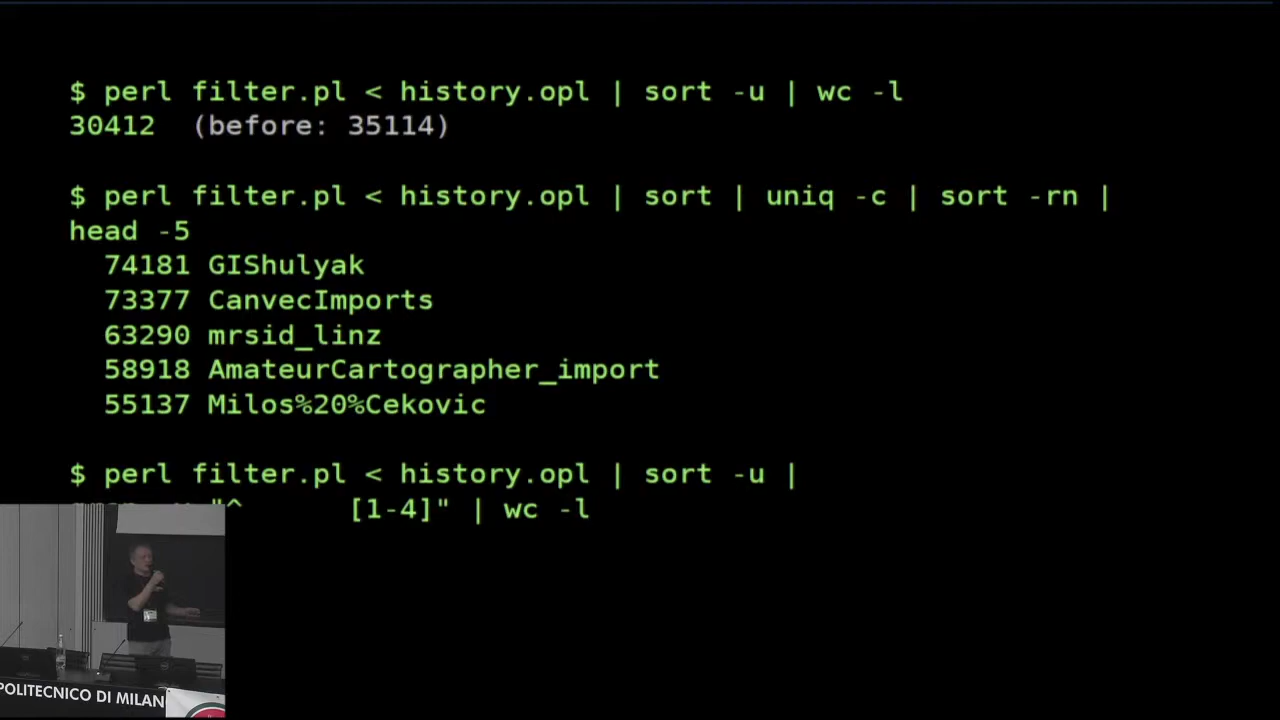 $ perl filter.pl < history.opl | sort -u | wc -l
30412  (before: 35114)
$ perl filter.pl < history.opl | sort | uniq -c | sort -rn |
head -5
74181 GIShulyak
73377 CanvecImports
63290 mrsid_linz
58918 AmateurCartographer_import
55137 Milos%20%Cekovic
$ perl filter.pl < history.opl | sort -u |
"^      [1-4]" | wc -l
POLITECNICO DI MILAN